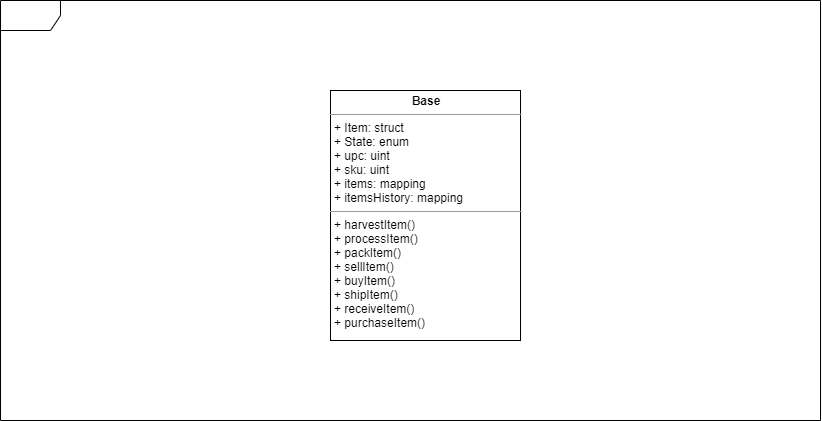 Base
+ Item: struct
+ State: enum
+ upc: uint
+ sku: uint
+ items: mapping
+ itemsHistory: mapping
+ harvestItem()
+ processItem()
+ packItem()
+ sellItem()
+ buyItem()
+ shipItem()
+ receiveItem()
+ purchaseItem()